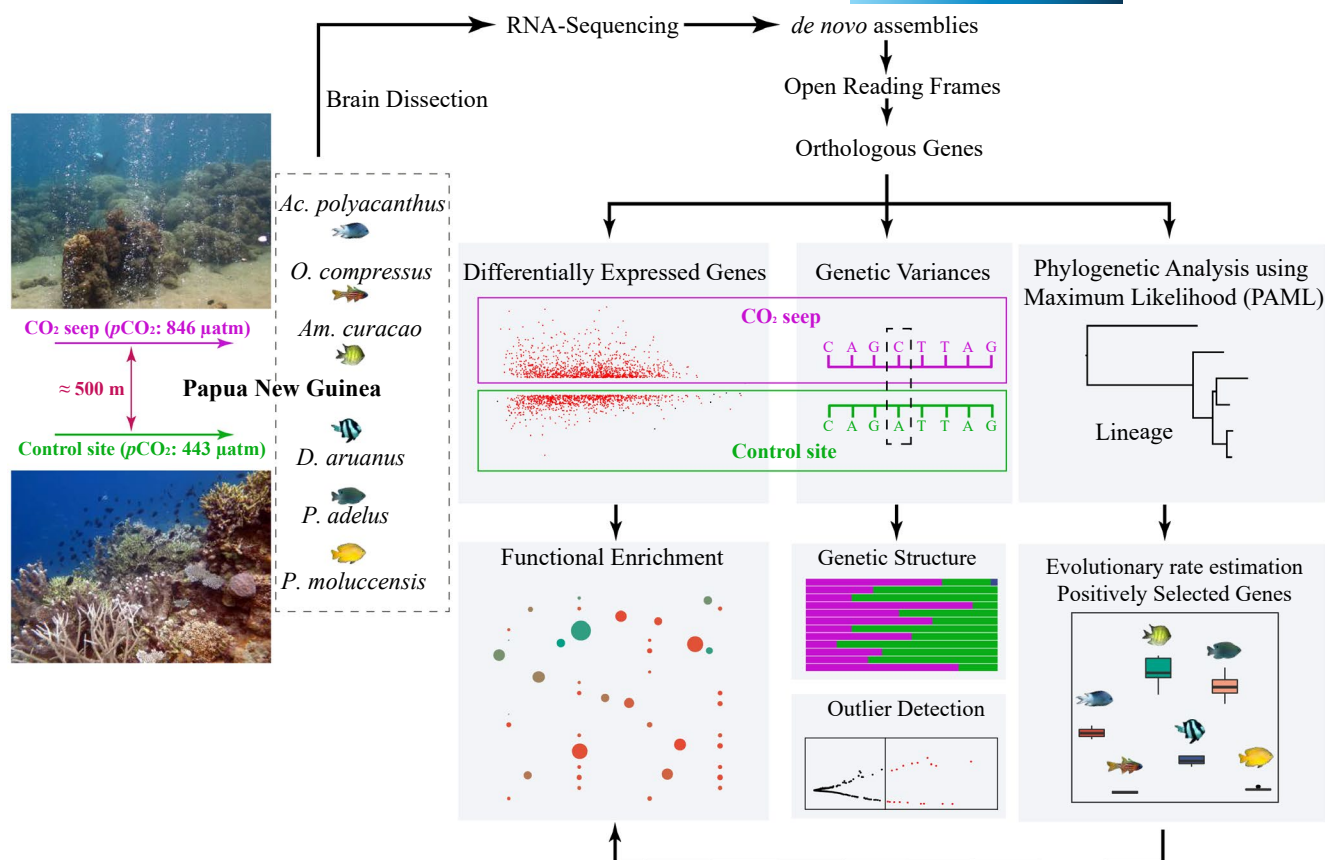 RNA-Sequencing
de novo assemblies
Brain Dissection
Open Reading Frames
Orthologous Genes
CO₂ seep (pCO₂: 846 µatm)
≈ 500 m
Papua New Guinea
Control site (pCO₂: 443 µatm)
Ac. polyacanthus
O. compressus
Am. curacao
D. aruanus
P. adelus
P. moluccensis
Differentially Expressed Genes
Genetic Variances
CO₂ seep
C A G C T T A G
C A G A T T A G
Control site
Phylogenetic Analysis using
Maximum Likelihood (PAML)
Lineage
Functional Enrichment
Genetic Structure
Outlier Detection
Evolutionary rate estimation
Positively Selected Genes